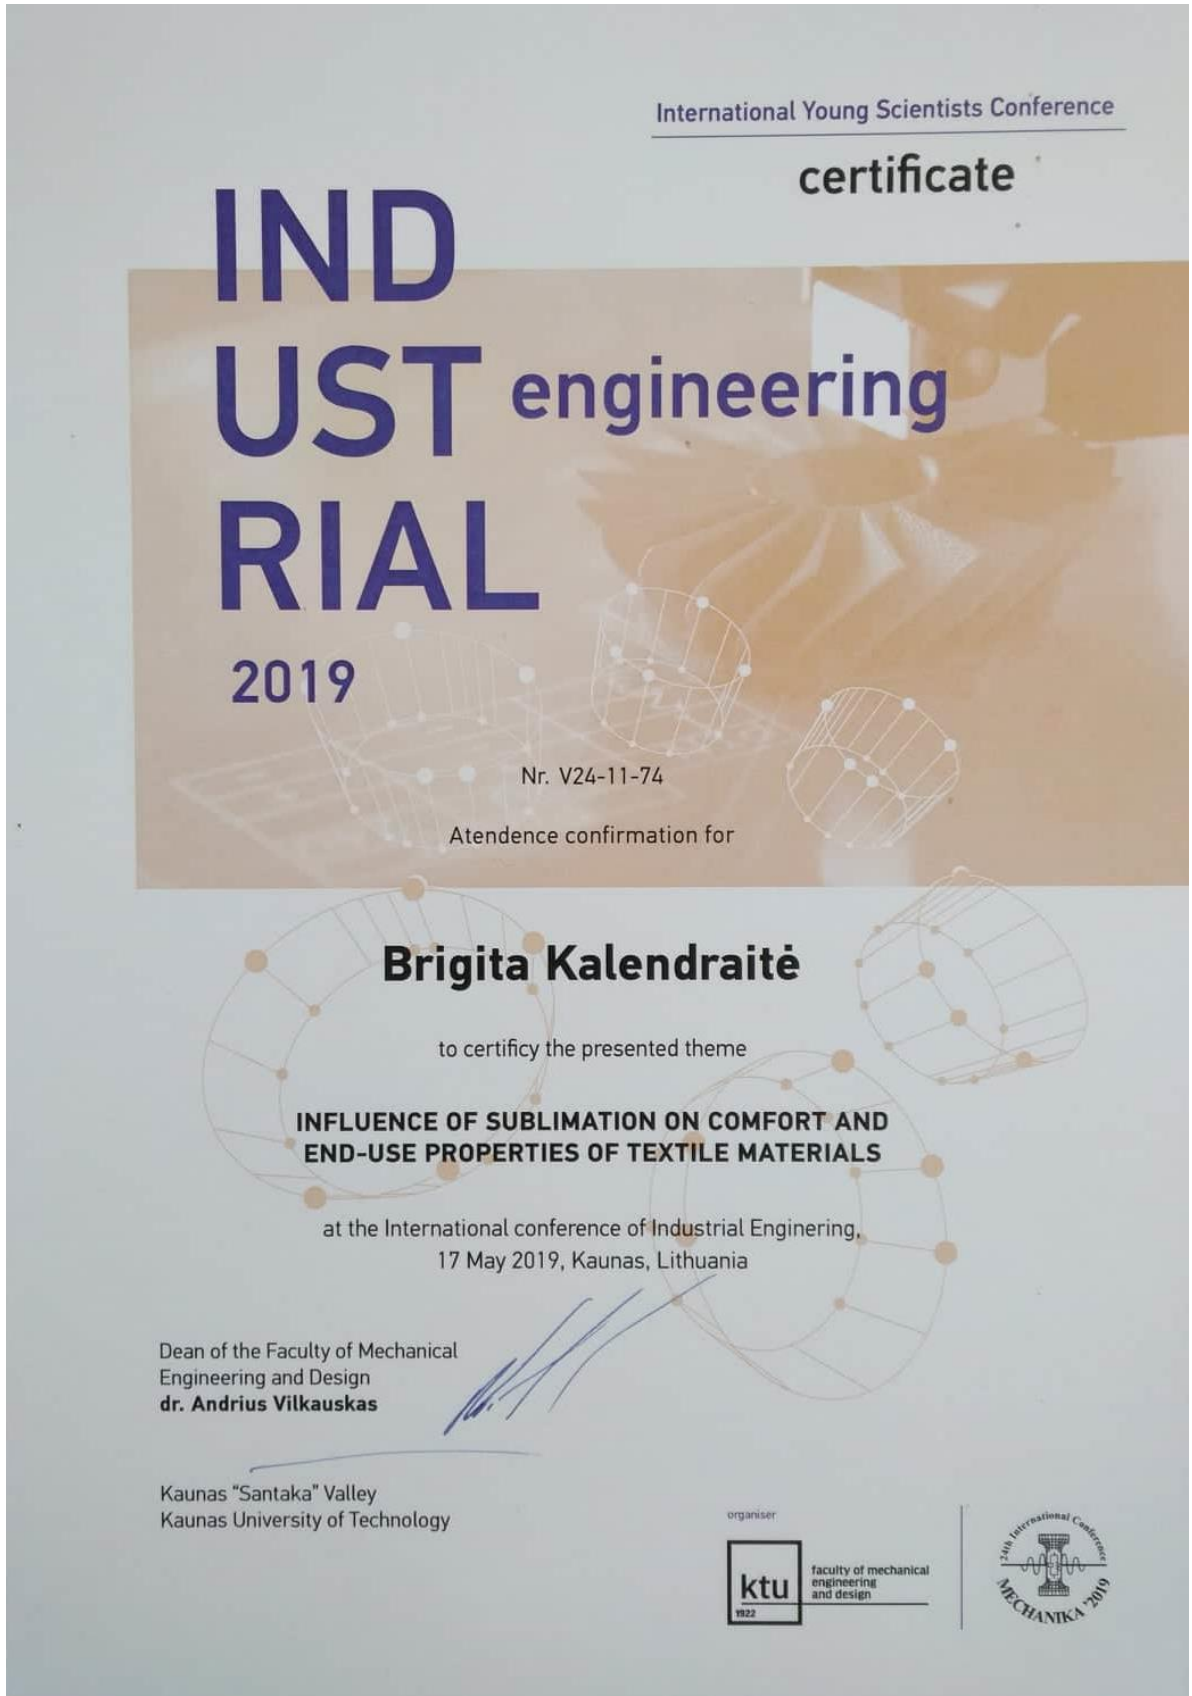 International Young Scientists Conference
certificate
IND
UST engineering
RIAL
2019
Nr. V24-11-74
Atendence confirmation for
Brigita Kalendraitė
to certificy the presented theme
INFLUENCE OF SUBLIMATION ON COMFORT AND
END-USE PROPERTIES OF TEXTILE MATERIALS
at the International conference of Industrial Enginering,
17 May 2019, Kaunas, Lithuania
Dean of the Faculty of Mechanical
Engineering and Design
dr. Andrius Vilkauskas
Kaunas "Santaka" Valley
Kaunas University of Technology
organiser
ktu
1922
faculty of mechanical
engineering
and design
24th International Conference
MECHANIKA '2019